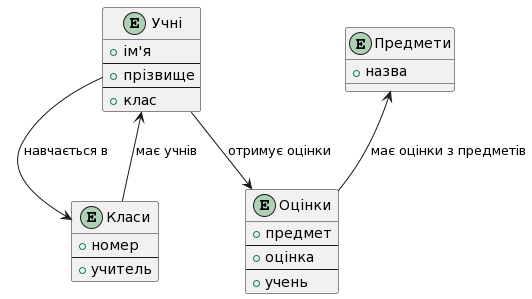 E Учні
ім'я
прізвище
клас
E Предмети
назва
навчається в
має учнів
отримує оцінки
має оцінки з предметів
E Класи
номер
учитель
E Оцінки
предмет
оцінка
учень